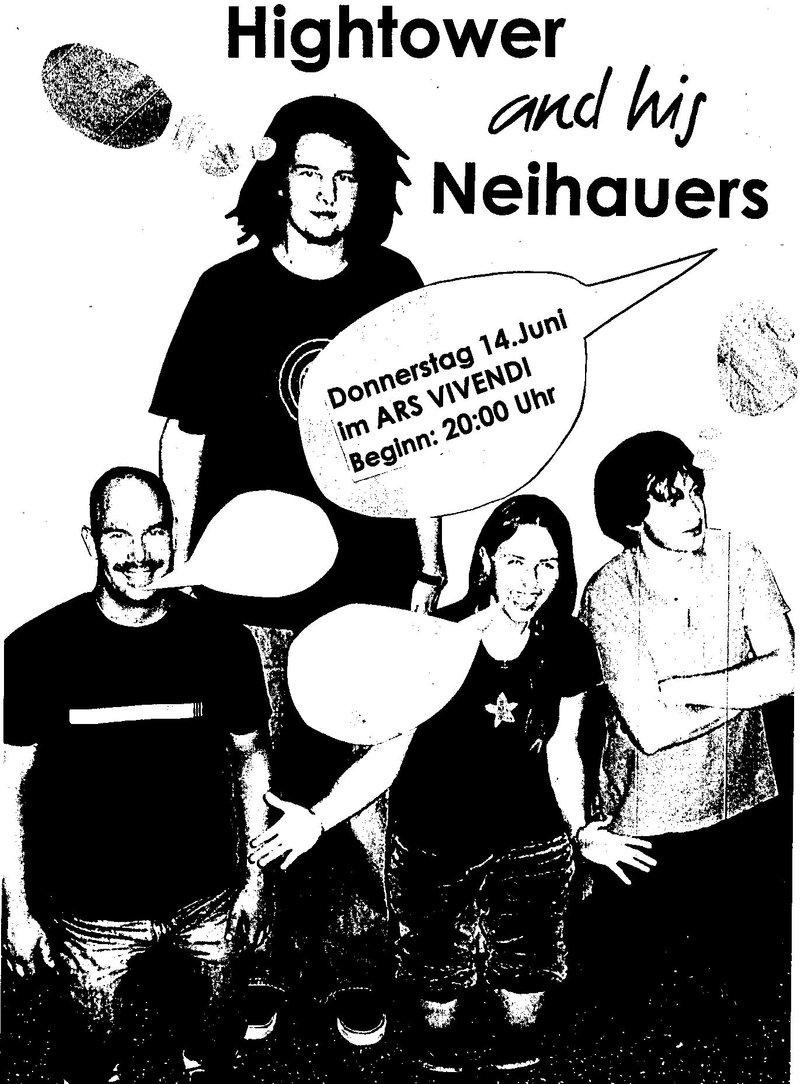 Hightower
and his
Neihauers
Donnerstag 14.Juni
im ARS VIVENDI
Beginn: 20:00 Uhr